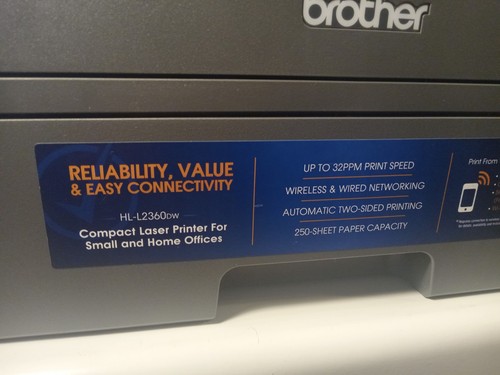 brother
RELIABILITY, VALUE
& EASY CONNECTIVITY
HL-L2360DW
Compact Laser Printer For
Small and Home Offices
UP TO 32PPM PRINT SPEED
WIRELESS & WIRED NETWORKING
AUTOMATIC TWO-SIDED PRINTING
250-SHEET PAPER CAPACITY
Print From